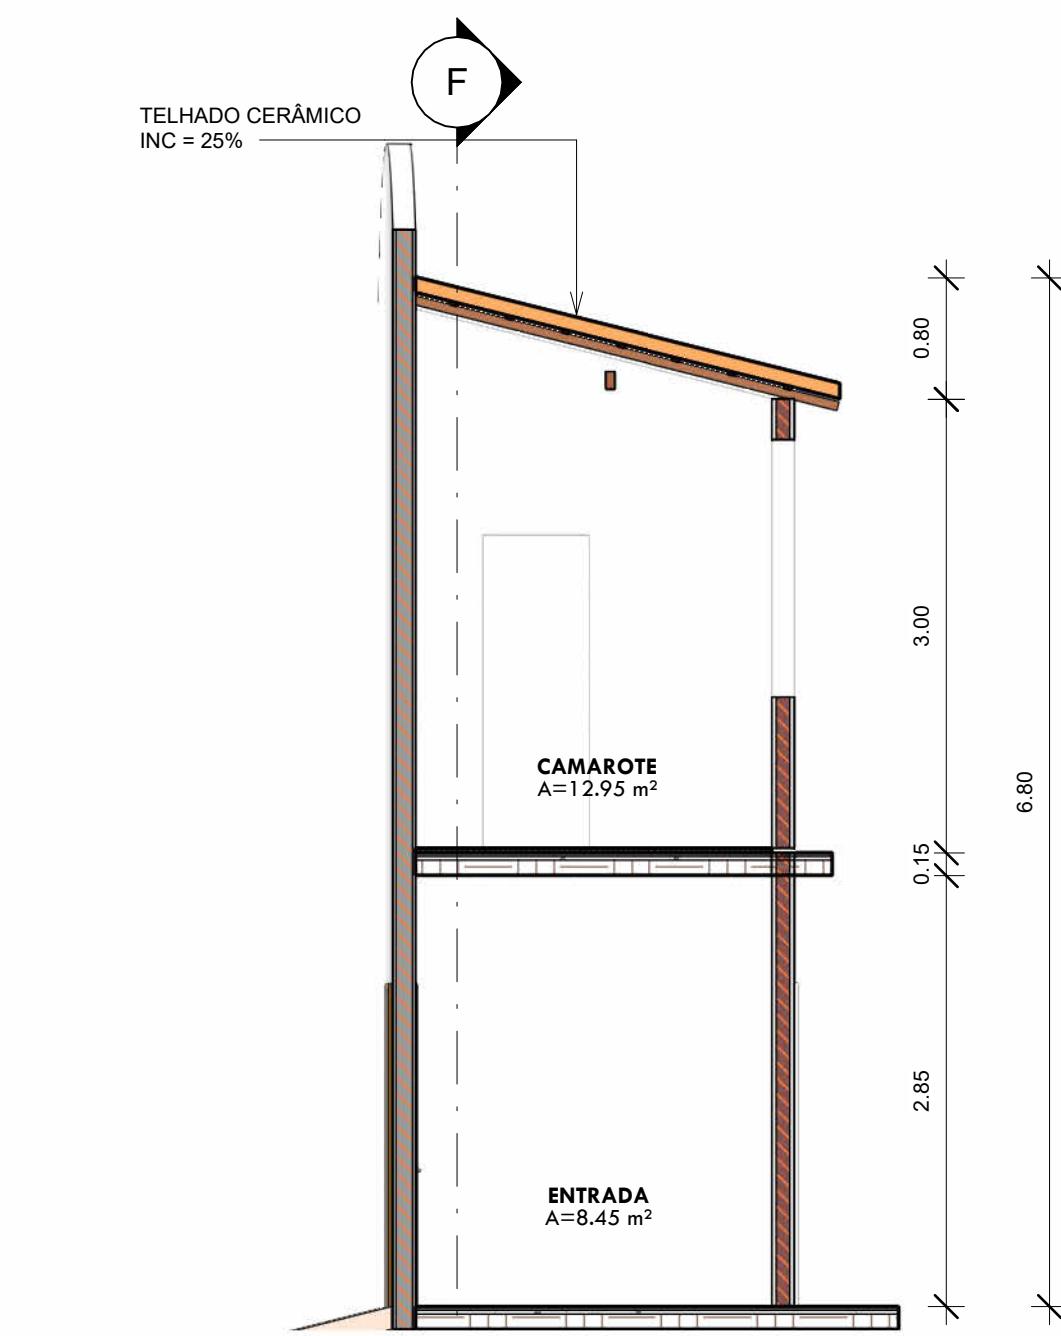 F
TELHADO CERÂMICO
INC = 25%
0.80
3.00
CAMAROTE
A=12.95 m²
6.80
0.15
2.85
ENTRADA
A=8.45 m²